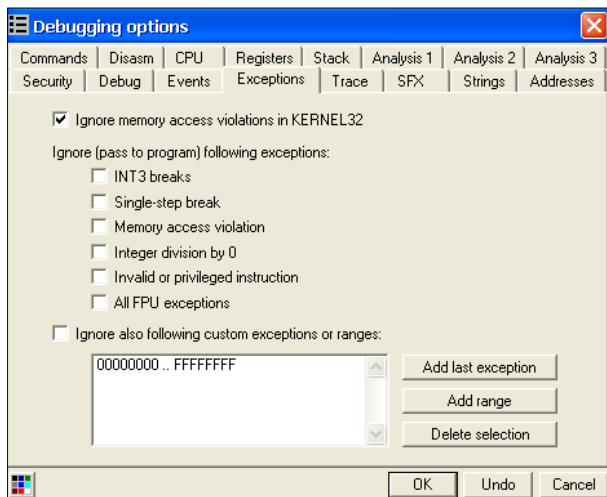 Debugging options
Commands Disasm CPU Registers Stack Analysis 1 Analysis 2 Analysis 3
Security Debug Events Exceptions Trace SFX Strings Addresses
Ignore memory access violations in KERNEL32
Ignore (pass to program) following exceptions:
INT3 breaks
Single-step break
Memory access violation
Integer division by 0
Invalid or privileged instruction
All FPU exceptions
Ignore also following custom exceptions or ranges:
00000000 .. FFFFFFFF
Add last exception
Add range
Delete selection
OK Undo Cancel